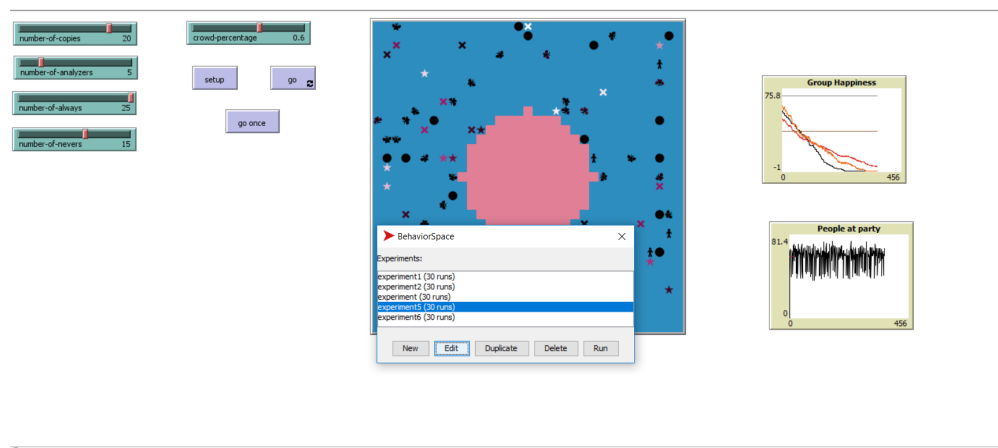 number-of-copies 20
crowd-percentage 0.6
number-of-analyzers 5
setup
go
number-of-always 25
go once
number-of-nevers 15
Group Happiness
75.8
-1
0 456
People at party
81.4
0
0 456
BehaviorSpace
Experiments:
experiment1 (30 runs)
experiment2 (30 runs)
experiment (30 runs)
experiment5 (30 runs)
experiment6 (30 runs)
New Edit Duplicate Delete Run